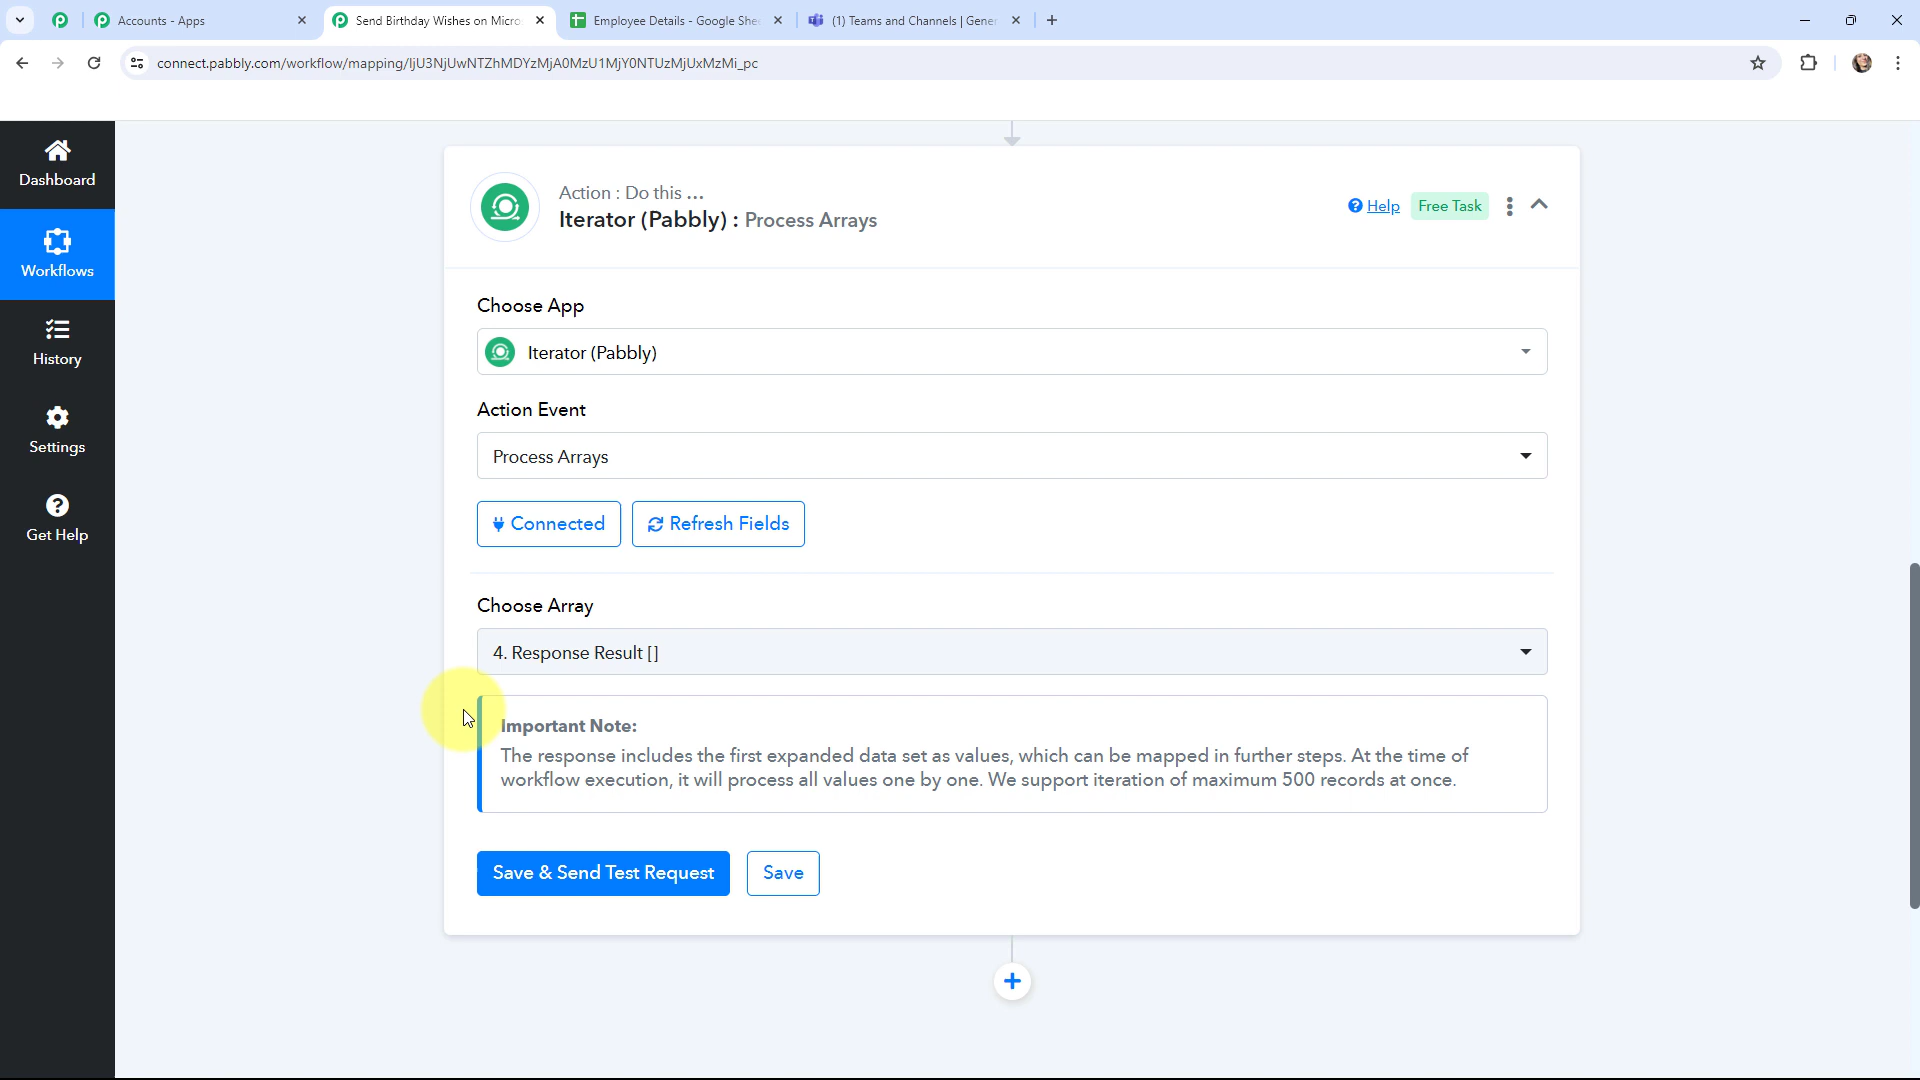 Accounts - Apps
Send Birthday Wishes on Micro
Employee Details - Google She
(1) Teams and Channels | Gene
connect.pabbly.com/workflow/mapping/IjU3NjUwNTZhMDYzMjA0MzU1MjY0NTUzMjUxMzMi_pc
Dashboard
Workflows
History
Settings
Get Help
Action : Do this ...
Iterator (Pabbly) : Process Arrays
Help
Free Task
Choose App
Iterator (Pabbly)
Action Event
Process Arrays
Connected
Refresh Fields
Choose Array
4. Response Result []
Important Note:
The response includes the first expanded data set as values, which can be mapped in further steps. At the time of
workflow execution, it will process all values one by one. We support iteration of maximum 500 records at once.
Save & Send Test Request
Save